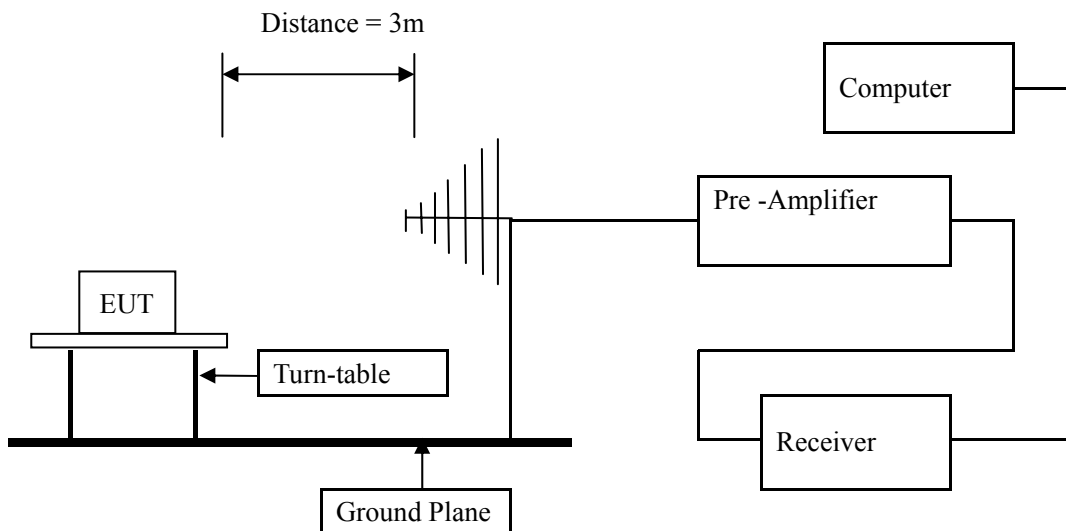 Distance = 3m
Computer
Pre -Amplifier
EUT
Turn-table
Receiver
Ground Plane